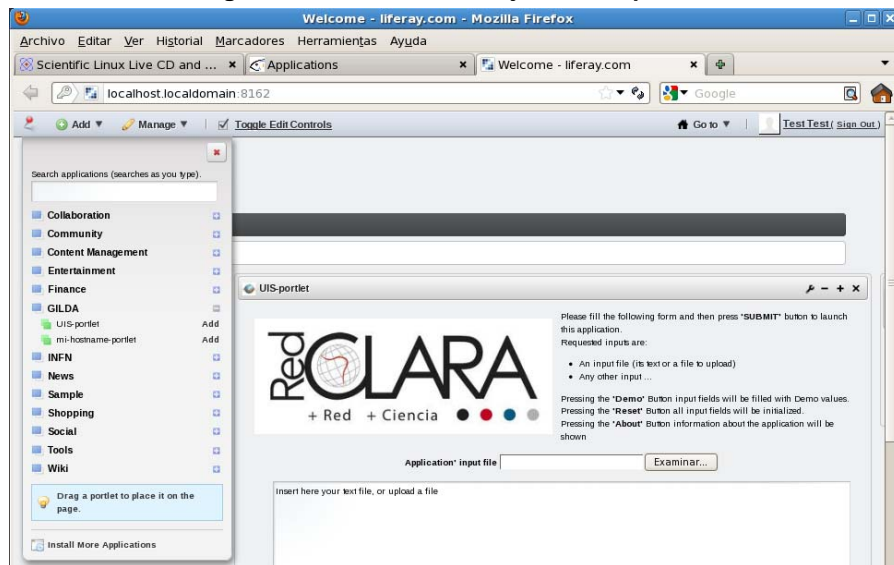 Welcome - liferay.com - Mozilla Firefox
Archivo Editar Ver Historial Marcadores Herramientas Ayuda
Scientific Linux Live CD and ...
Applications
Welcome - liferay.com
localhost.localdomain:8162
Google
Add
Manage
Toggle Edit Controls
Go to
Test Test ( Sign Out )
Search applications (searches as you type).
Collaboration
Community
Content Management
Entertainment
Finance
GILDA
UIS-portlet Add
mi-hostname-portlet Add
INFN
News
Sample
Shopping
Social
Tools
Wiki
Drag a portlet to place it on the
page.
Install More Applications
UIS-portlet
Red CLARA
+ Red + Ciencia
Please fill the following form and then press "SUBMIT" button to launch
this application.
Requested inputs are:
An input file (its text or a file to upload)
Any other input ...
Pressing the "Demo" Button input fields will be filled with Demo values.
Pressing the "Reset" Button all input fields will be initialized.
Pressing the "About" Button information about the application will be
shown
Application' input file
Examinar...
Insert here your text file, or upload a file